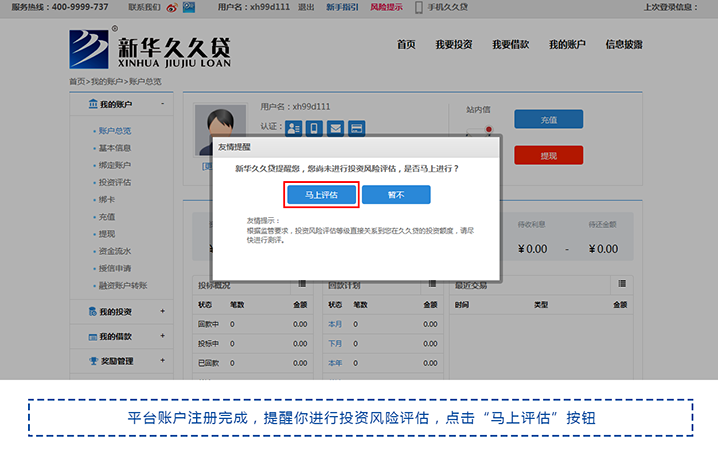 服务热线：400-9999-737 联系我们 用户名：xh99d111 退出 新手指引 风险提示 手机久久贷 上次登录信息：
新华久久贷
XINHUA JIUJIU LOAN
首页 我要投资 我要借款 我的账户 信息披露
首页>我的账户>账户总览
我的账户 -
账户总览
基本信息
绑定账户
投资评估
绑卡
充值
提现
资金流水
授信申请
融资账户转账
我的投资 +
我的借款 +
奖励管理 +
用户名：xh99d111
认证：
站内信
充值
提现
友情提醒
新华久久贷提醒您，您尚未进行投资风险评估，是否马上进行？
马上评估 暂不
友情提示：
根据监管要求，投资风险评估等级直接关系到您在久久贷的投资额度，请尽
快进行测评。
待收利息 待还金额
¥0.00 - ¥0.00
投标概况
状态 笔数 金额
回款中 0 0.00
投标中 0 0.00
已回款 0 0.00
回款计划
状态 笔数 金额
本月 0 0.00
下月 0 0.00
本年 0 0.00
最近交易
时间 类型 金额
平台账户注册完成，提醒你进行投资风险评估，点击“马上评估”按钮